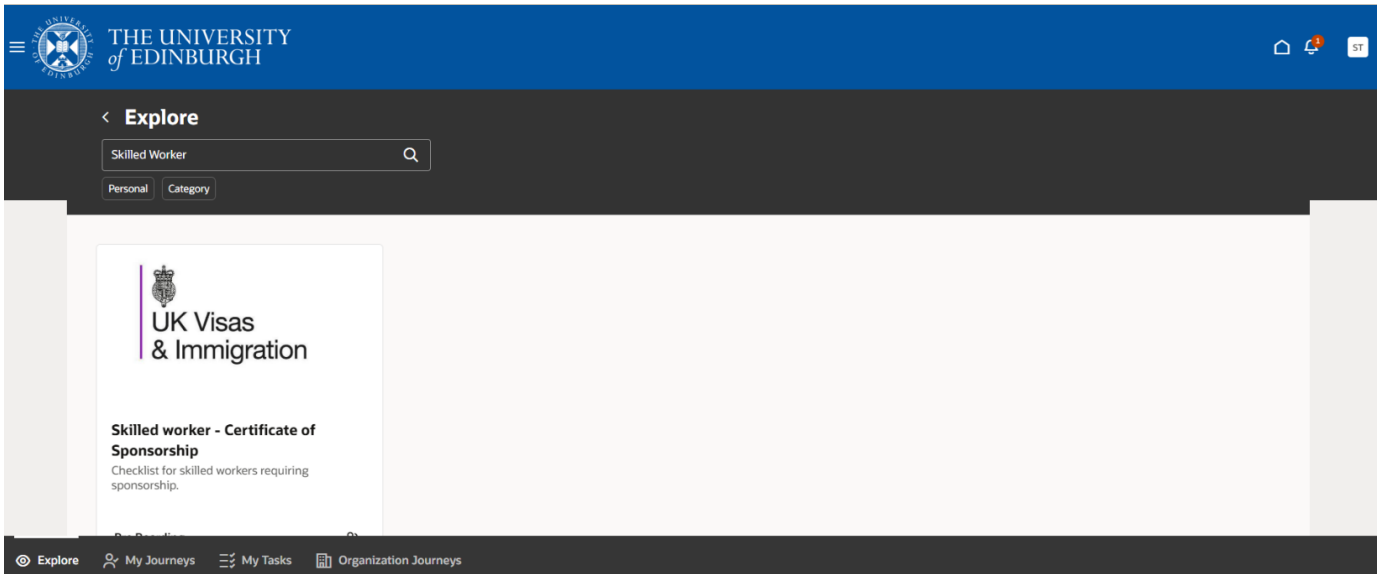 THE UNIVERSITY
of EDINBURGH
1
ST
Explore
Skilled Worker
Personal Category
UK Visas
& Immigration
Skilled worker - Certificate of
Sponsorship
Checklist for skilled workers requiring
sponsorship.
Explore My Journeys My Tasks Organization Journeys